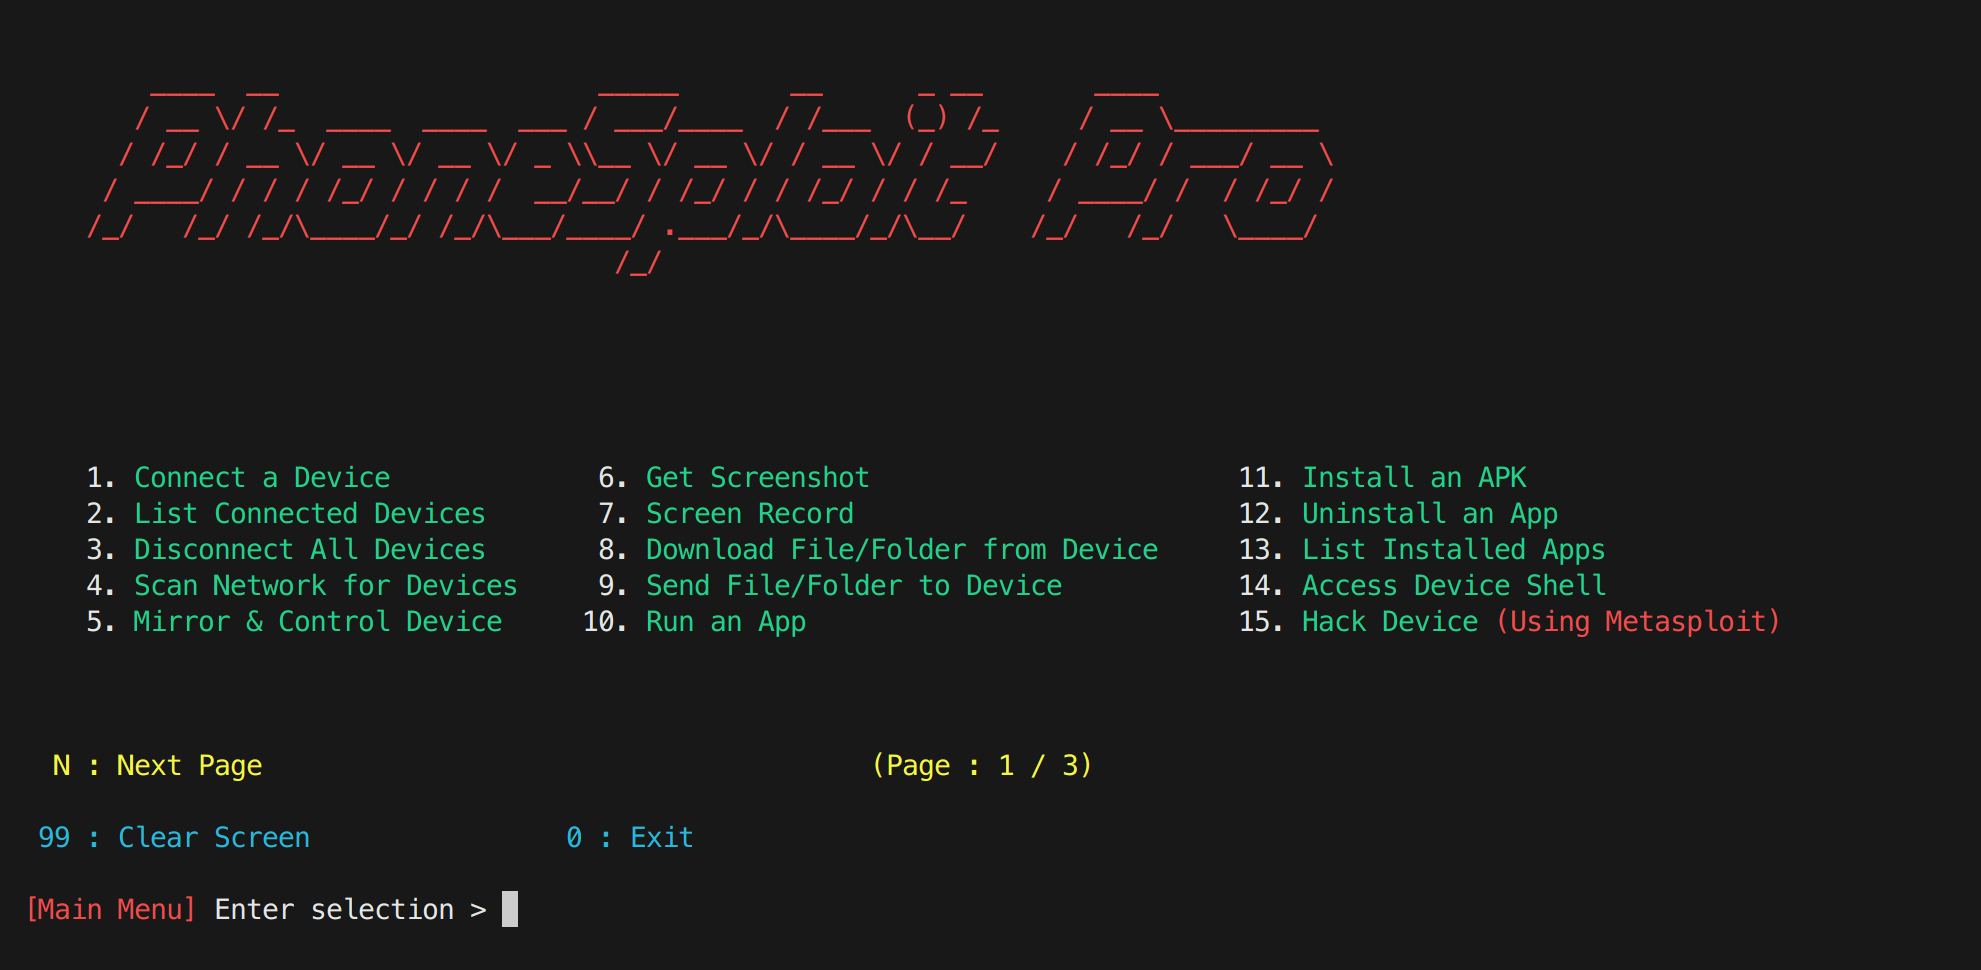 PhoneSploit Pro
1. Connect a Device 6. Get Screenshot 11. Install an APK
2. List Connected Devices 7. Screen Record 12. Uninstall an App
3. Disconnect All Devices 8. Download File/Folder from Device 13. List Installed Apps
4. Scan Network for Devices 9. Send File/Folder to Device 14. Access Device Shell
5. Mirror & Control Device 10. Run an App 15. Hack Device (Using Metasploit)
N : Next Page (Page : 1 / 3)
99 : Clear Screen 0 : Exit
[Main Menu] Enter selection >